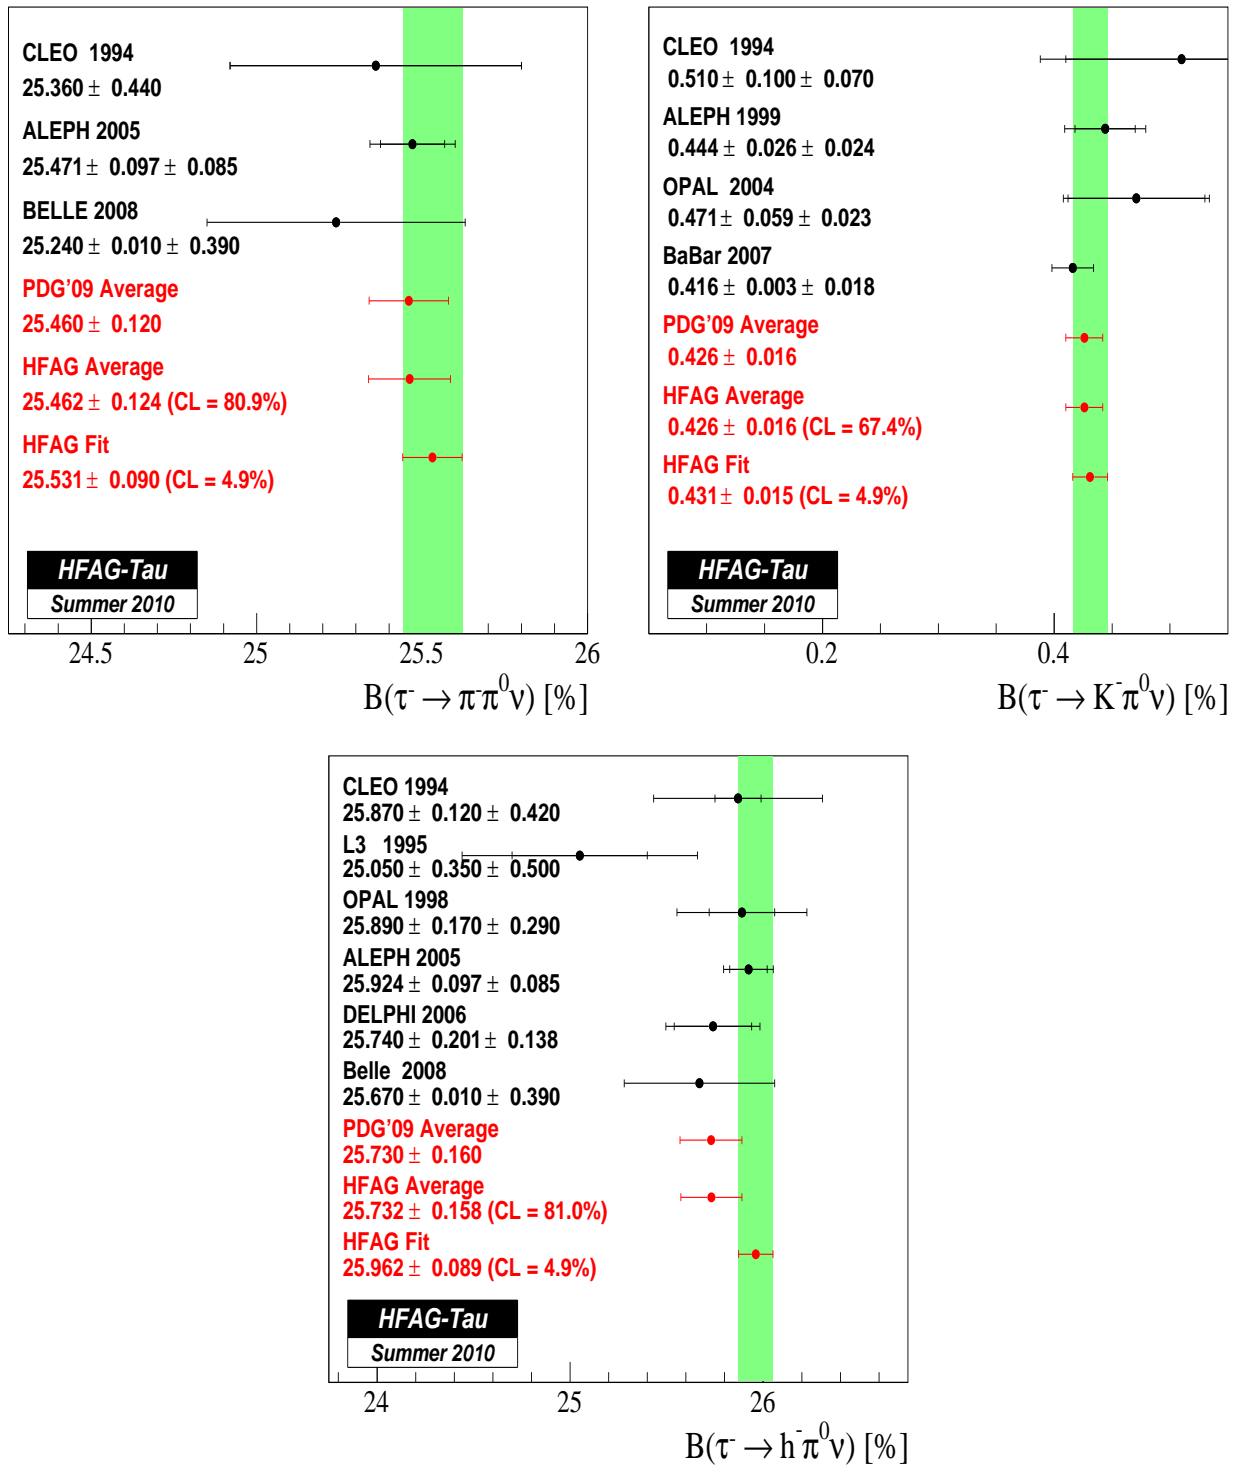 CLEO 1994
25.360 ± 0.440
ALEPH 2005
25.471 ± 0.097 ± 0.085
BELLE 2008
25.240 ± 0.010 ± 0.390
PDG'09 Average
25.460 ± 0.120
HFAG Average
25.462 ± 0.124 (CL = 80.9%)
HFAG Fit
25.531 ± 0.090 (CL = 4.9%)
HFAG-Tau
Summer 2010
24.5 25 25.5 26
B(τ⁻ → π⁻π⁰ν) [%]
CLEO 1994
0.510 ± 0.100 ± 0.070
ALEPH 1999
0.444 ± 0.026 ± 0.024
OPAL 2004
0.471 ± 0.059 ± 0.023
BaBar 2007
0.416 ± 0.003 ± 0.018
PDG'09 Average
0.426 ± 0.016
HFAG Average
0.426 ± 0.016 (CL = 67.4%)
HFAG Fit
0.431 ± 0.015 (CL = 4.9%)
HFAG-Tau
Summer 2010
0.2 0.4
B(τ⁻ → K⁻π⁰ν) [%]
CLEO 1994
25.870 ± 0.120 ± 0.420
L3 1995
25.050 ± 0.350 ± 0.500
OPAL 1998
25.890 ± 0.170 ± 0.290
ALEPH 2005
25.924 ± 0.097 ± 0.085
DELPHI 2006
25.740 ± 0.201 ± 0.138
Belle 2008
25.670 ± 0.010 ± 0.390
PDG'09 Average
25.730 ± 0.160
HFAG Average
25.732 ± 0.158 (CL = 81.0%)
HFAG Fit
25.962 ± 0.089 (CL = 4.9%)
HFAG-Tau
Summer 2010
24 25 26
B(τ⁻ → h⁻π⁰ν) [%]